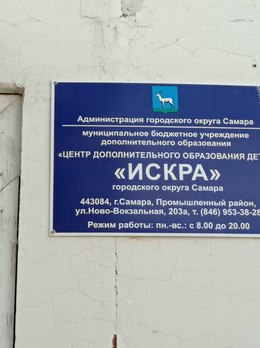 Администрация городского округа Самара
муниципальное бюджетное учреждение
дополнительного образования
«ЦЕНТР ДОПОЛНИТЕЛЬНОГО ОБРАЗОВАНИЯ ДЕТ
«ИСКРА»
городского округа Самара
443084, г.Самара, Промышленный район,
ул.Ново-Вокзальная, 203а, т. (846) 953-38-28
Режим работы: пн.-вс.: с 8.00 до 20.00